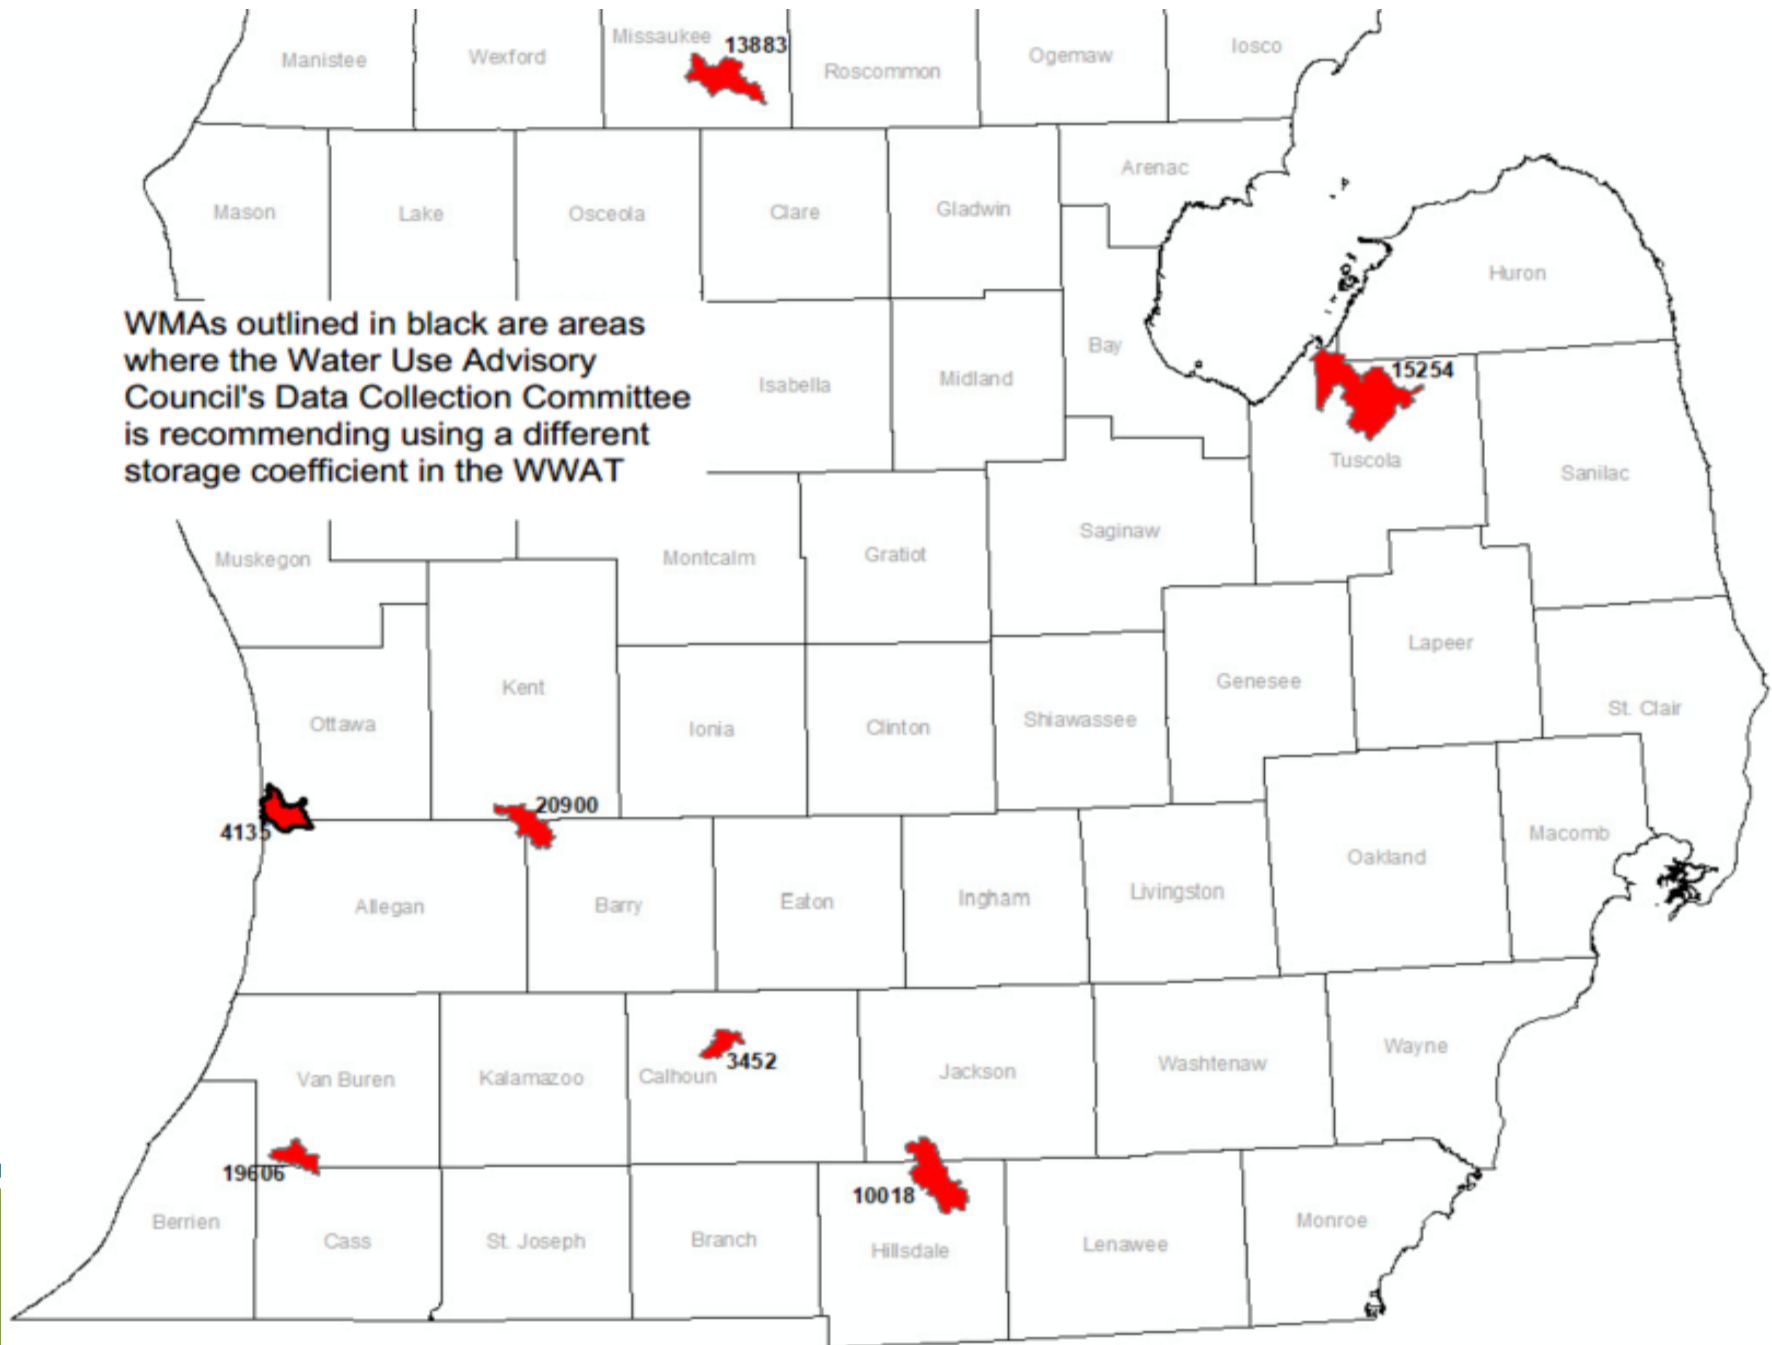 Manistee
Wexford
Missaukee
13883
Roscommon
Ogemaw
Iosco
Mason
Lake
Osceola
Clare
Gladwin
Arenac
Huron
WMAs outlined in black are areas
where the Water Use Advisory
Council's Data Collection Committee
is recommending using a different
storage coefficient in the WWAT
Isabella
Midland
Bay
15254
Tuscola
Sanilac
Muskegon
Montcalm
Gratiot
Saginaw
Lapeer
Genesee
St. Clair
Kent
Ottawa
Ionia
Clinton
Shiawassee
4135
20900
Macomb
Oakland
Allegan
Barry
Eaton
Ingham
Livingston
3452
Van Buren
Kalamazoo
Calhoun
Jackson
Washtenaw
Wayne
19606
10018
Berrien
Cass
St. Joseph
Branch
Hillsdale
Lenawee
Monroe